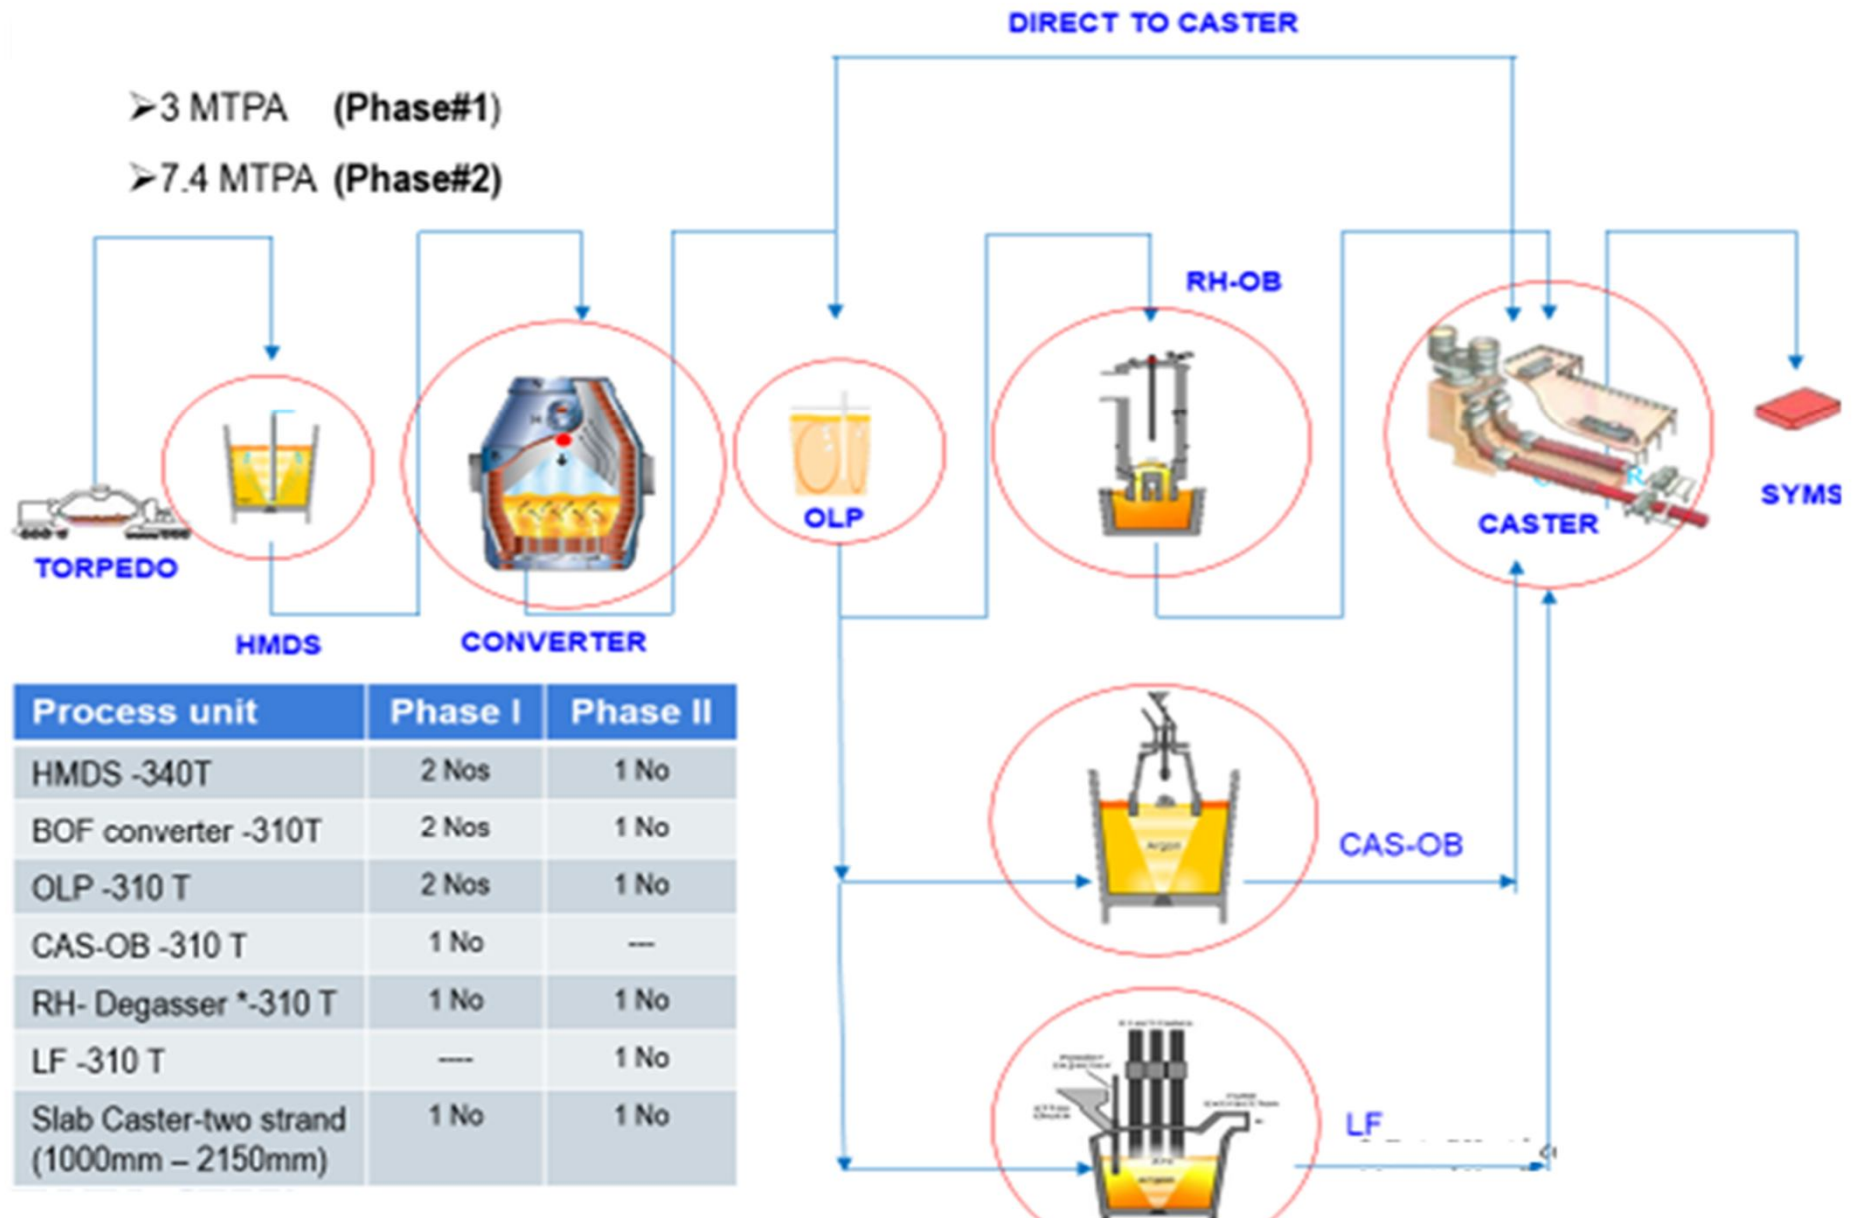 DIRECT TO CASTER
➢3 MTPA (Phase#1)
➢7.4 MTPA (Phase#2)
RH-OB
OLP
CASTER
SYMS
TORPEDO
HMDS
CONVERTER
Process unit Phase I Phase II
HMDS -340T 2 Nos 1 No
BOF converter -310T 2 Nos 1 No
OLP -310 T 2 Nos 1 No
CAS-OB -310 T 1 No ---
RH- Degasser *-310 T 1 No 1 No
LF -310 T ---- 1 No
Slab Caster-two strand 1 No 1 No
(1000mm – 2150mm)
CAS-OB
Argon
LF
Argon